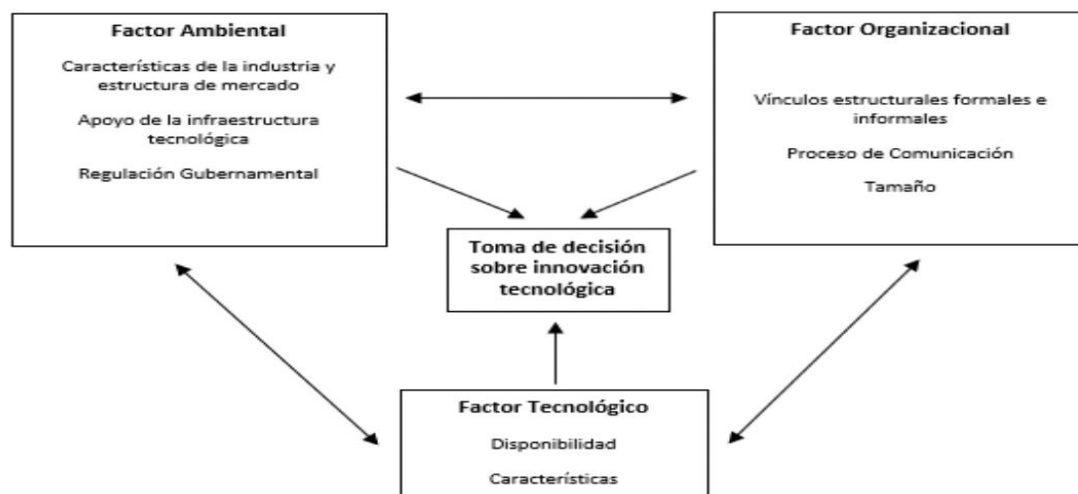 Factor Ambiental
Características de la industria y
estructura de mercado
Apoyo de la infraestructura
tecnológica
Regulación Gubernamental
Factor Organizacional
Vínculos estructurales formales e
informales
Proceso de Comunicación
Tamaño
Toma de decisión
sobre innovación
tecnológica
Factor Tecnológico
Disponibilidad
Características